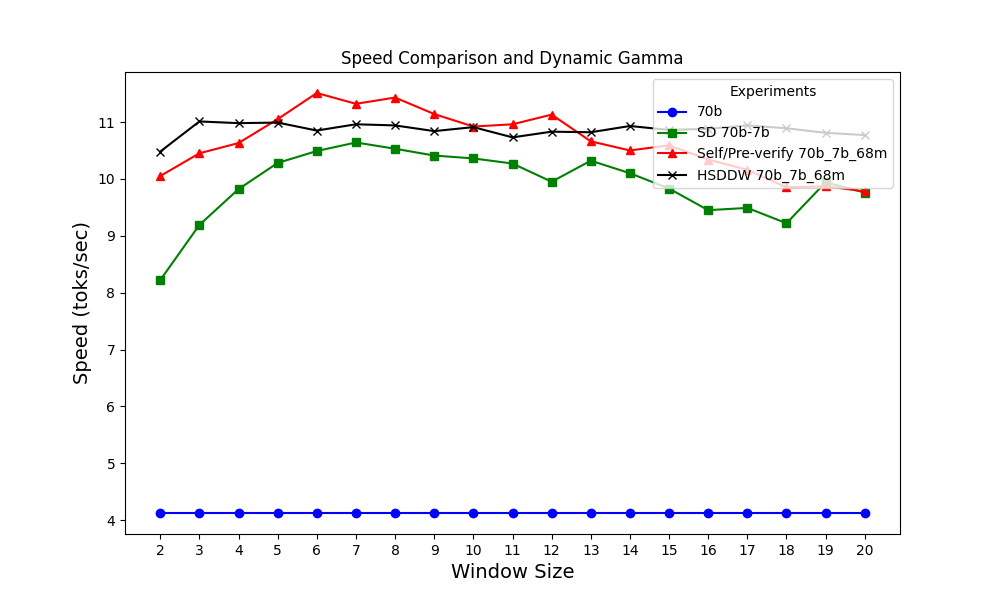 Speed Comparison and Dynamic Gamma
Experiments
70b
SD 70b-7b
Self/Pre-verify 70b_7b_68m
HSDDW 70b_7b_68m
Speed (toks/sec)
11
10
9
8
7
6
5
4
2 3 4 5 6 7 8 9 10 11 12 13 14 15 16 17 18 19 20
Window Size